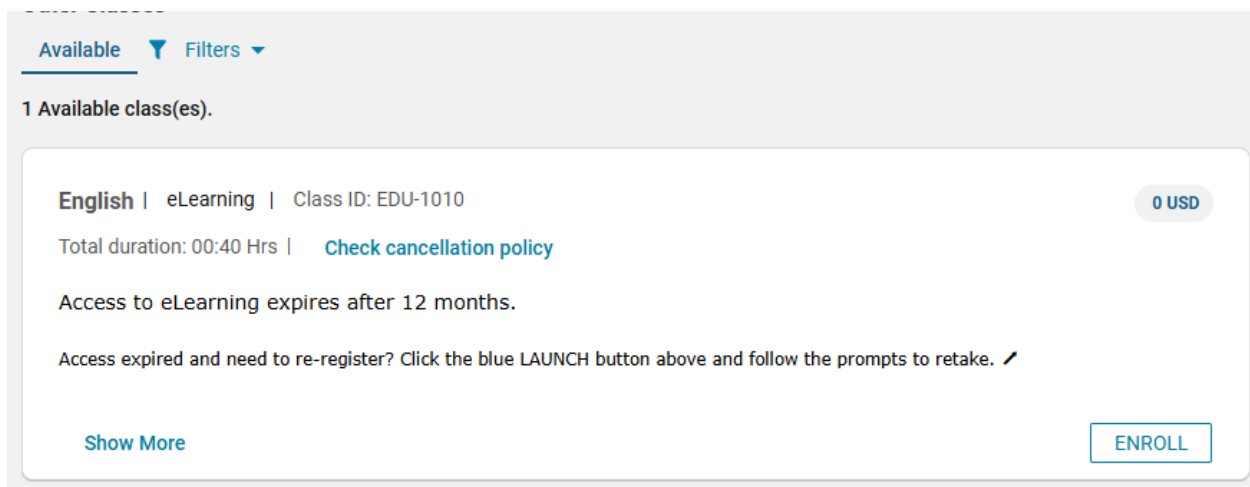 Available Filters
1 Available class(es).
English | eLearning | Class ID: EDU-1010
0 USD
Total duration: 00:40 Hrs | Check cancellation policy
Access to eLearning expires after 12 months.
Access expired and need to re-register? Click the blue LAUNCH button above and follow the prompts to retake.
Show More
ENROLL